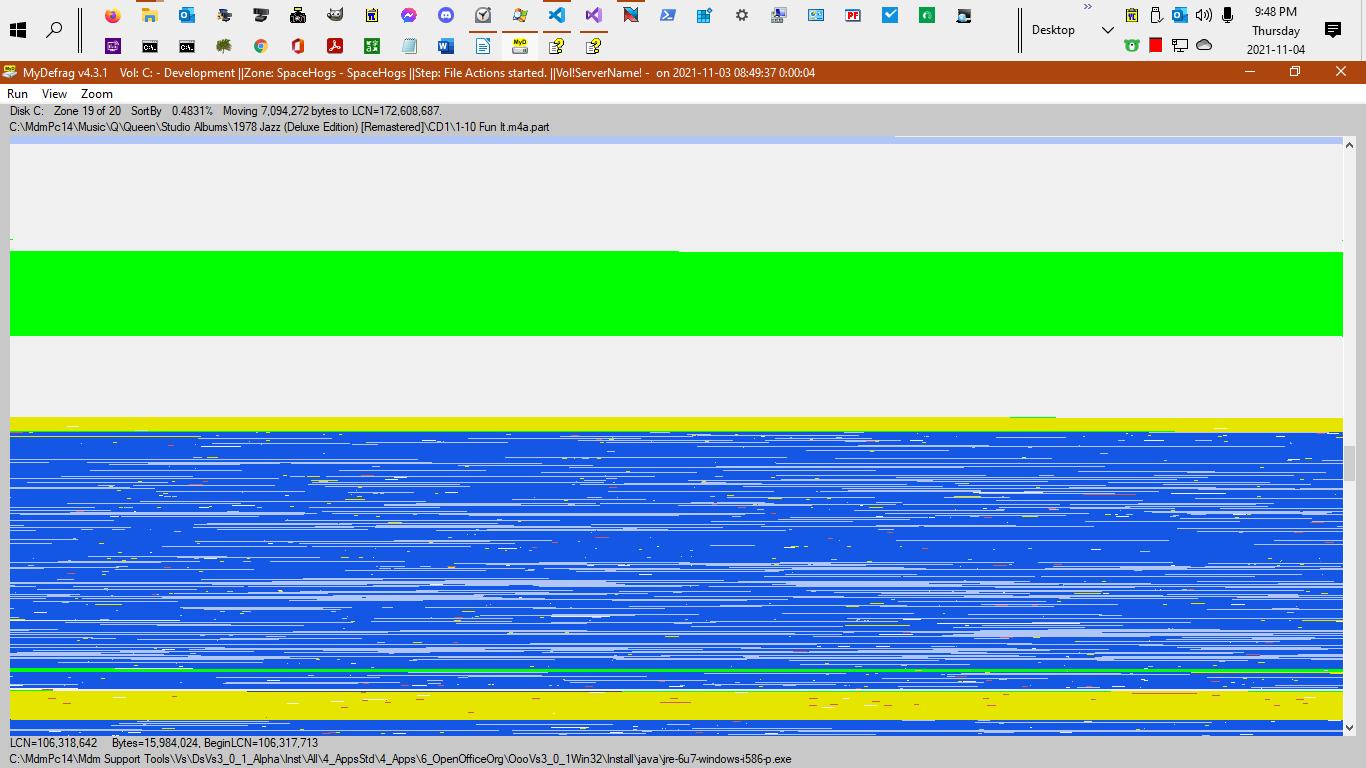 9:48 PM
Desktop
Thursday
2021-11-04
MyDefrag v4.3.1 Vol: C: - Development ||Zone: SpaceHogs - SpaceHogs ||Step: File Actions started. ||Vol!ServerName! - on 2021-11-03 08:49:37 0:00:04
Run View Zoom
Disk C: Zone 19 of 20 SortBy 0.4831% Moving 7,094,272 bytes to LCN=172,608,687.
C:\MdmPc14\Music\Q\Queen\Studio Albums\1978 Jazz (Deluxe Edition) [Remastered]\CD1\1-10 Fun It.m4a.part
LCN=106,318,642 Bytes=15,984,024, BeginLCN=106,317,713
C:\MdmPc14\Mdm Support Tools\Vs\DsVs3_0_1_Alpha\Inst\All\4_AppsStd\4_Apps\6_OpenOfficeOrg\OooVs3_0_1Win32\Install\java\jre-6u7-windows-i586-p.exe